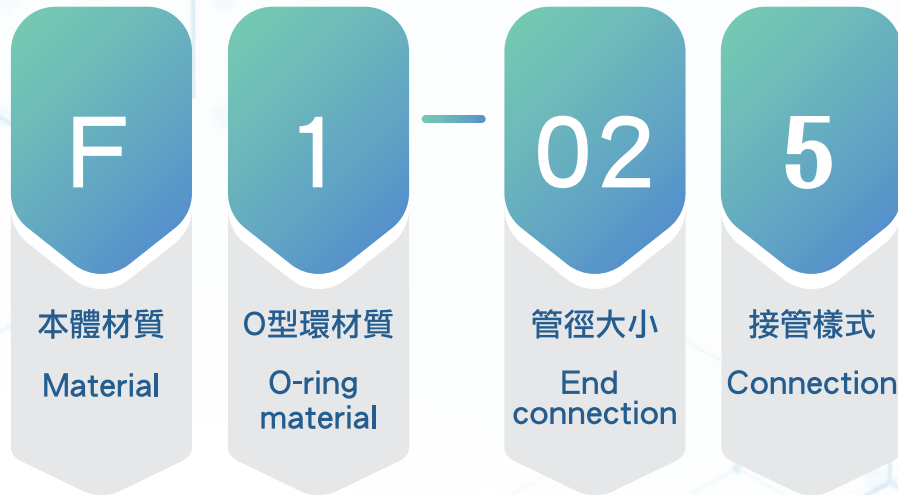 F
1
02
5
本體材質
Material
O型環材質
O-ring
material
管徑大小
End
connection
接管樣式
Connection